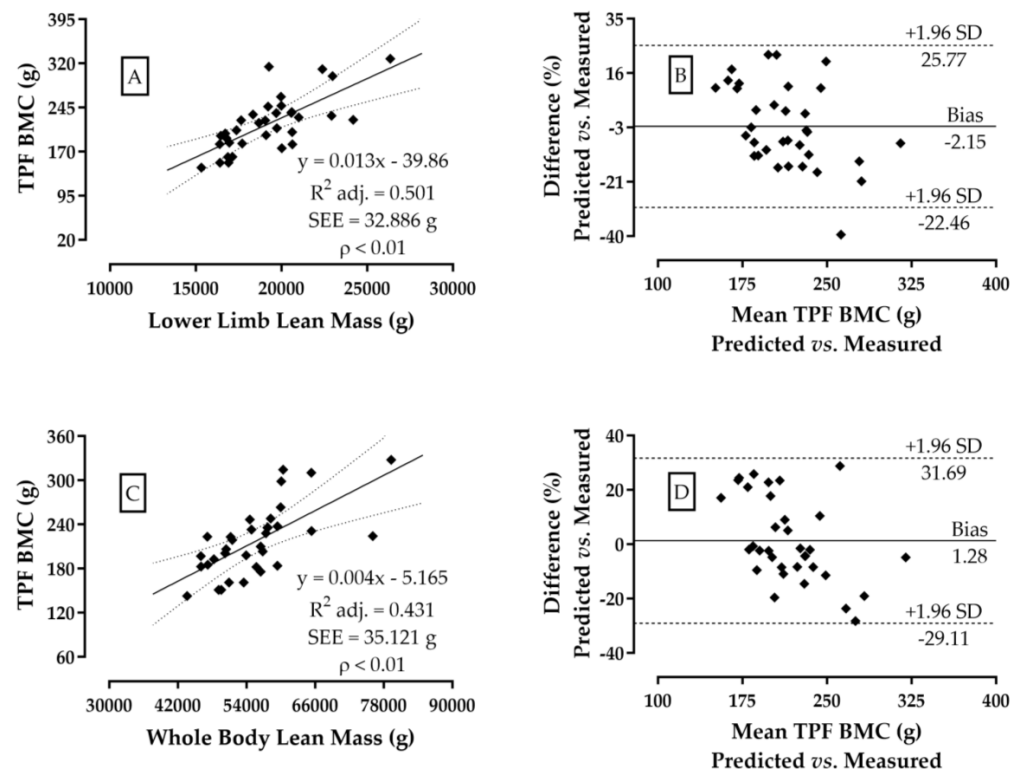 A
TPF BMC (g)
395
320
245
170
95
20
y = 0.013x - 39.86
R² adj. = 0.501
SEE = 32.886 g
ρ < 0.01
10000 15000 20000 25000 30000
Lower Limb Lean Mass (g)
B
Difference (%)
Predicted vs. Measured
35
16
-3
-21
-40
+1.96 SD
25.77
Bias
-2.15
+1.96 SD
-22.46
100 175 250 325 400
Mean TPF BMC (g)
Predicted vs. Measured
C
TPF BMC (g)
360
300
240
180
120
60
y = 0.004x - 5.165
R² adj. = 0.431
SEE = 35.121 g
ρ < 0.01
30000 42000 54000 66000 78000 90000
Whole Body Lean Mass (g)
D
Difference (%)
Predicted vs. Measured
40
20
0
-20
-40
+1.96 SD
31.69
Bias
1.28
+1.96 SD
-29.11
100 175 250 325 400
Mean TPF BMC (g)
Predicted vs. Measured